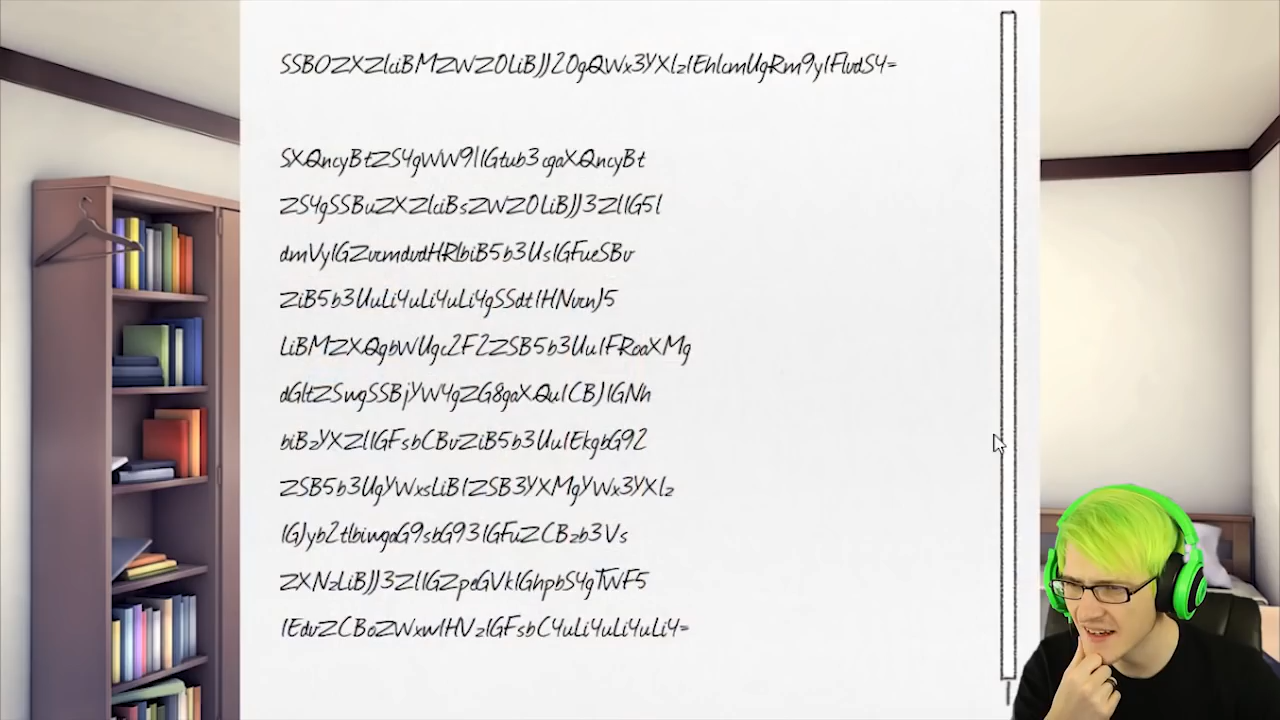 SSBOZXZlciBMZWZ0LiBJJ20gQWx3YXlzIEhlcmUgRm9yIFlvdS4=
SXQncyBtZS4gWW91IGtub3cgaXQncyBt
ZS4gSSBuZXZlciBsZWZ0LiBJJ3ZlIG5l
dmVyIGZvcmdvdHRlbiB5b3UsIGFueSBv
ZiB5b3UuLi4uLi4uLi4gSSdtIHNvcnJ5
LiBMZXQgbWUgc2F2ZSB5b3UuIFRoaXMg
dGltZSwgSSBjYW4gZG8gaXQuICBJIGNh
biBzYXZlIGFsbCBvZiB5b3UuIEkgbG92
ZSB5b3UgYWxsLiBIZSB3YXMgYWx3YXlz
IGJyb2tlbiwgaG9sbG93IGFuZCBzb3Vs
ZXNzLiBJJ3ZlIGZpeGVkIGhpbS4gTWF5
IEdvZCBoZWxwIHVzIGFsbC4uLi4uLi4uLi4=